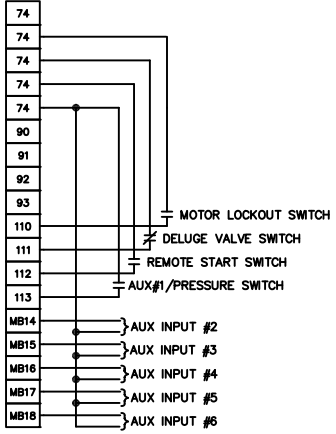 74
74
74
74
74
90
91
92
93
110
MOTOR LOCKOUT SWITCH
111
DELUGE VALVE SWITCH
112
REMOTE START SWITCH
113
AUX#1/PRESSURE SWITCH
MB14
AUX INPUT #2
MB15
AUX INPUT #3
MB16
AUX INPUT #4
MB17
AUX INPUT #5
MB18
AUX INPUT #6